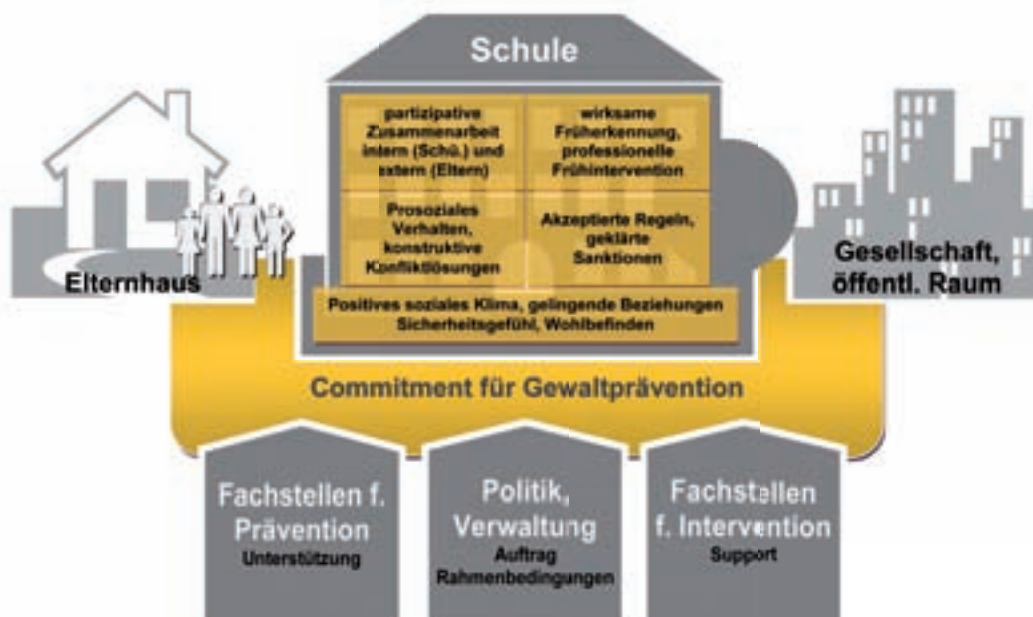 Schule
partizipative
Zusammenarbeit
intern (Schü.) und
extern (Eltern)
wirksame
Früherkennung,
professionelle
Frühintervention
Prosoziales
Verhalten,
konstruktive
Konfliktlösungen
Akzeptierte Regeln,
geklärte
Sanktionen
Positives soziales Klima, gelingende Beziehungen
Sicherheitsgefühl, Wohlbefinden
Elternhaus
Gesellschaft,
öffentl. Raum
Commitment für Gewaltprävention
Fachstellen f.
Prävention
Unterstützung
Politik,
Verwaltung
Auftrag
Rahmenbedingungen
Fachstellen
f. Intervention
Support